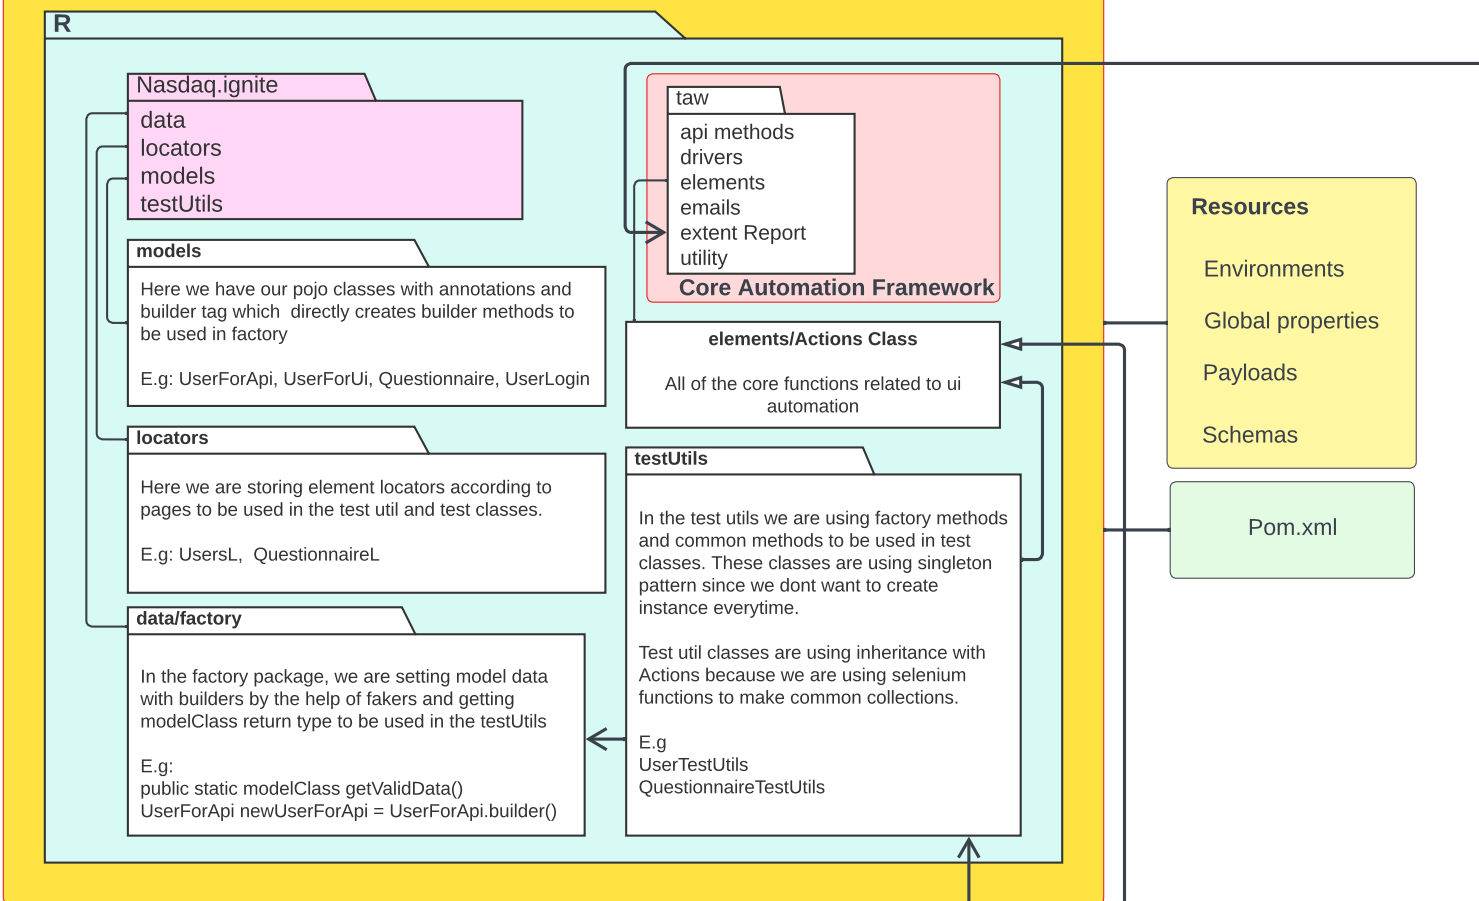 R
Nasdaq.ignite
data
locators
models
testUtils
models
Here we have our pojo classes with annotations and
builder tag which  directly creates builder methods to
be used in factory
E.g: UserForApi, UserForUi, Questionnaire, UserLogin
locators
Here we are storing element locators according to
pages to be used in the test util and test classes.
E.g: UsersL,  QuestionnaireL
data/factory
In the factory package, we are setting model data
with builders by the help of fakers and getting
modelClass return type to be used in the testUtils
E.g:
public static modelClass getValidData()
UserForApi newUserForApi = UserForApi.builder()
taw
api methods
drivers
elements
emails
extent Report
utility
Core Automation Framework
elements/Actions Class
All of the core functions related to ui
automation
testUtils
In the test utils we are using factory methods
and common methods to be used in test
classes. These classes are using singleton
pattern since we dont want to create
instance everytime.
Test util classes are using inheritance with
Actions because we are using selenium
functions to make common collections.
E.g
UserTestUtils
QuestionnaireTestUtils
Resources
Environments
Global properties
Payloads
Schemas
Pom.xml